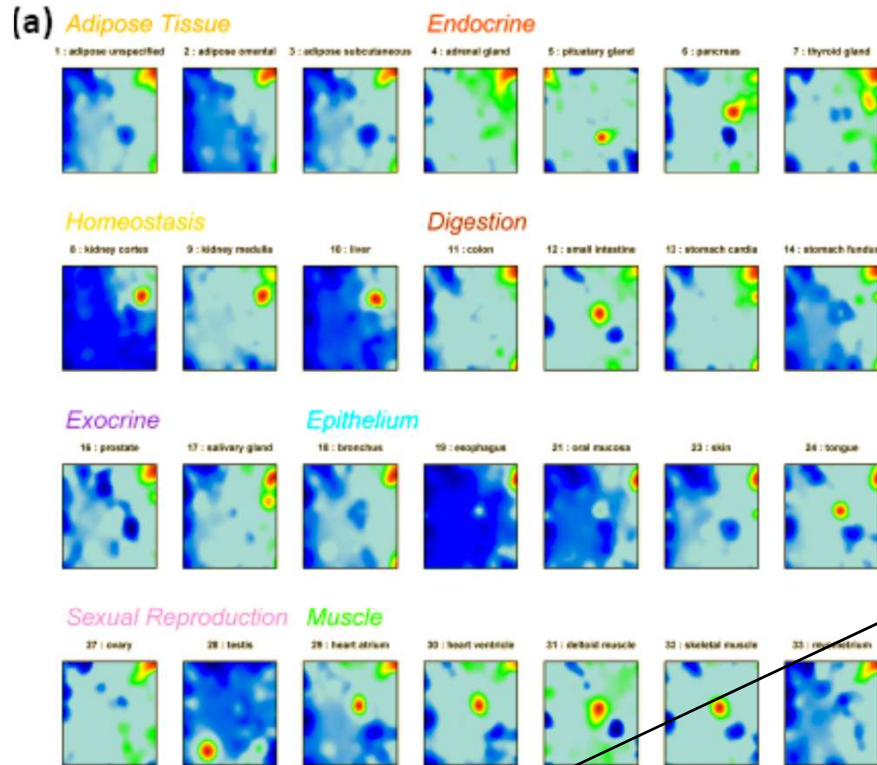 (a) Adipose Tissue Endocrine
1 : adipose unspecified 2 : adipose omental 3 : adipose subcutaneous 4 : adrenal gland 5 : pituatary gland 6 : pancreas 7 : thyroid gland
Homeostasis Digestion
8 : kidney cortex 9 : kidney medulla 10 : liver 11 : colon 12 : small intestine 13 : stomach cardia 14 : stomach fundus
Exocrine Epithelium
16 : prostate 17 : salivary gland 18 : bronchus 19 : esophagus 21 : oral mucosa 23 : skin 24 : tongue
Sexual Reproduction Muscle
27 : ovary 28 : testis 29 : heart atrium 30 : heart ventricle 31 : deltoid muscle 32 : skeletal muscle 33 : myometrium